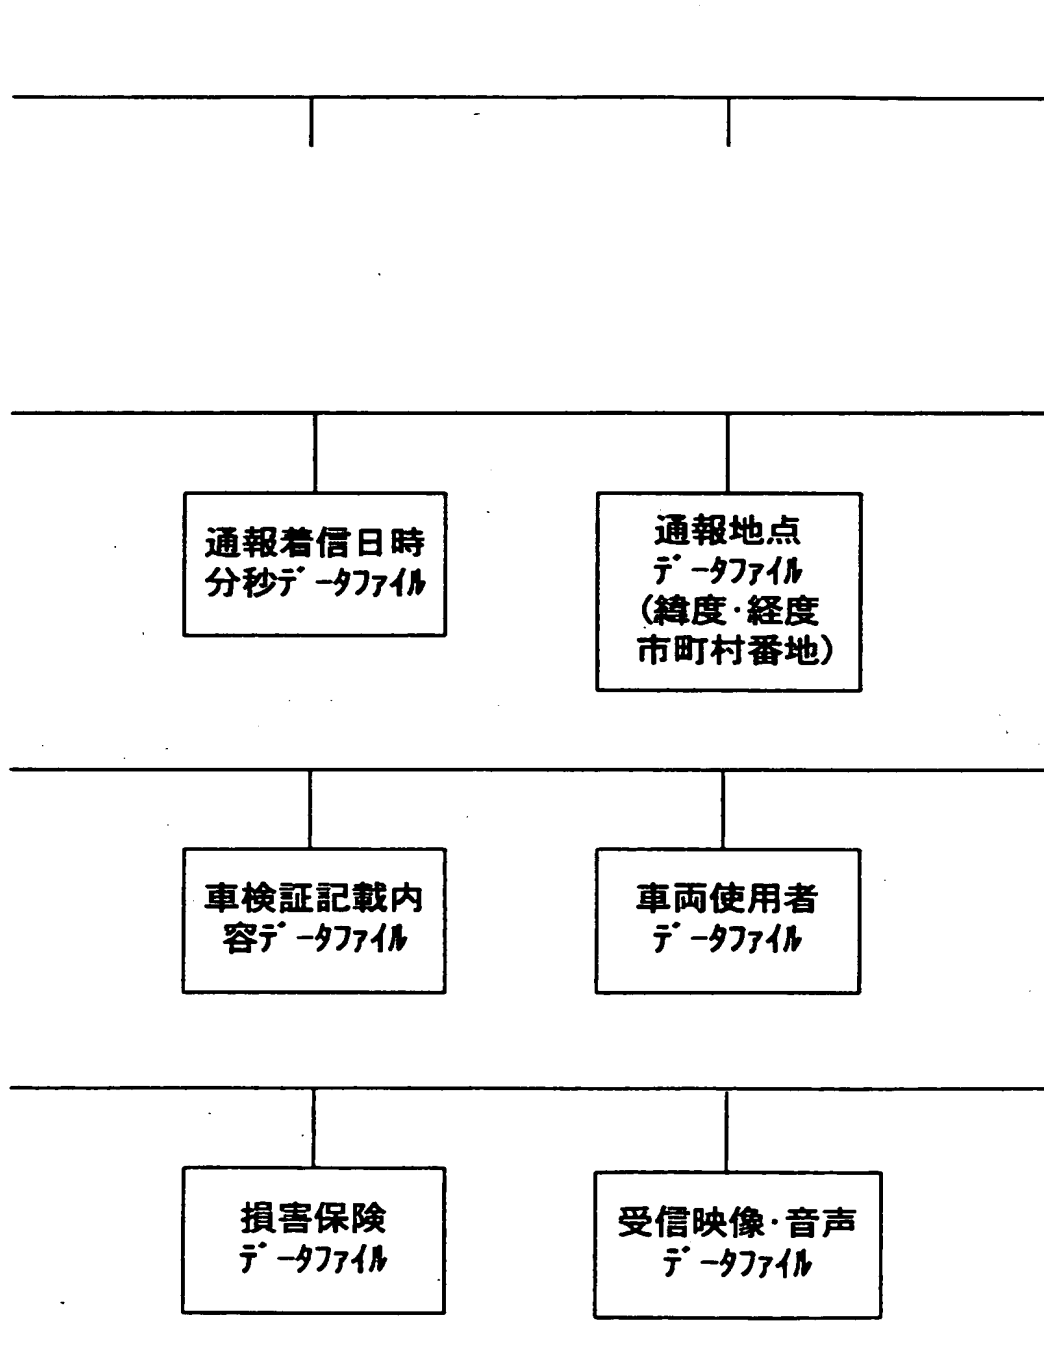 通報着信日時
分秒ﾃﾞｰﾀﾌｧｲﾙ
通報地点
ﾃﾞｰﾀﾌｧｲﾙ
(緯度･経度
市町村番地)
車検証記載内
容ﾃﾞｰﾀﾌｧｲﾙ
車両使用者
ﾃﾞｰﾀﾌｧｲﾙ
損害保険
ﾃﾞｰﾀﾌｧｲﾙ
受信映像･音声
ﾃﾞｰﾀﾌｧｲﾙ